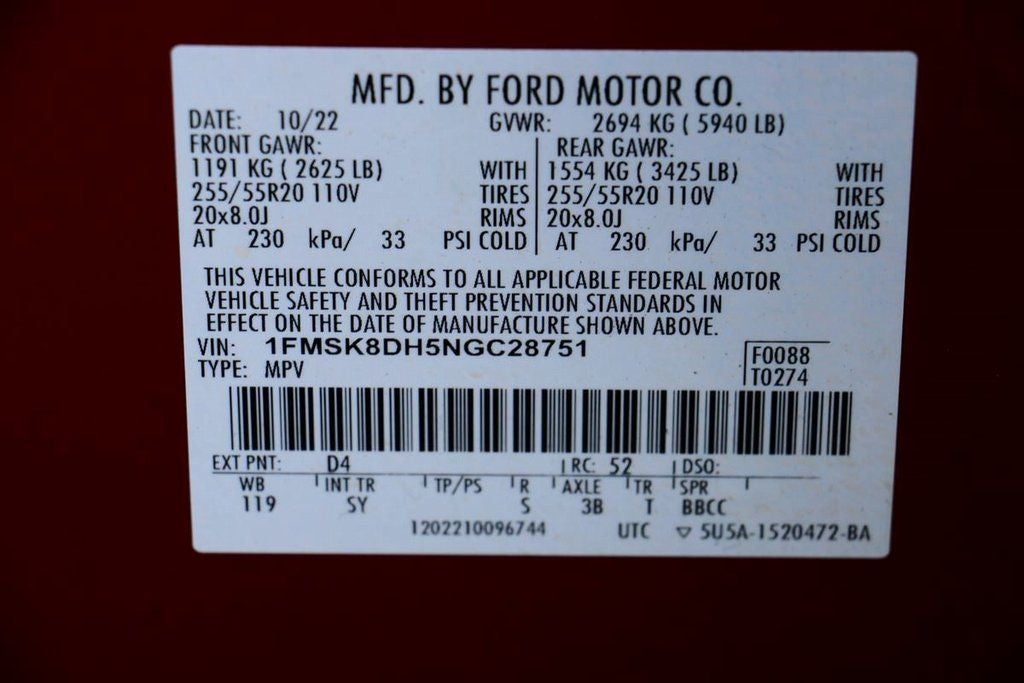 MFD. BY FORD MOTOR CO.
DATE: 10/22 GVWR: 2694 KG ( 5940 LB)
FRONT GAWR: REAR GAWR:
1191 KG ( 2625 LB) WITH 1554 KG ( 3425 LB) WITH
255/55R20 110V TIRES 255/55R20 110V TIRES
20x8.0J RIMS 20x8.0J RIMS
AT 230 kPa/ 33 PSI COLD AT 230 kPa/ 33 PSI COLD
THIS VEHICLE CONFORMS TO ALL APPLICABLE FEDERAL MOTOR
VEHICLE SAFETY AND THEFT PREVENTION STANDARDS IN
EFFECT ON THE DATE OF MANUFACTURE SHOWN ABOVE.
VIN: 1FMSK8DH5NGC28751 F0088
TYPE: MPV T0274
EXT PNT: D4 RC: 52 DSO:
WB INT TR TP/PS R AXLE TR SPR
119 SY S 3B T BBCC
1202210096744 UTC ▽ 5U5A-1520472-BA